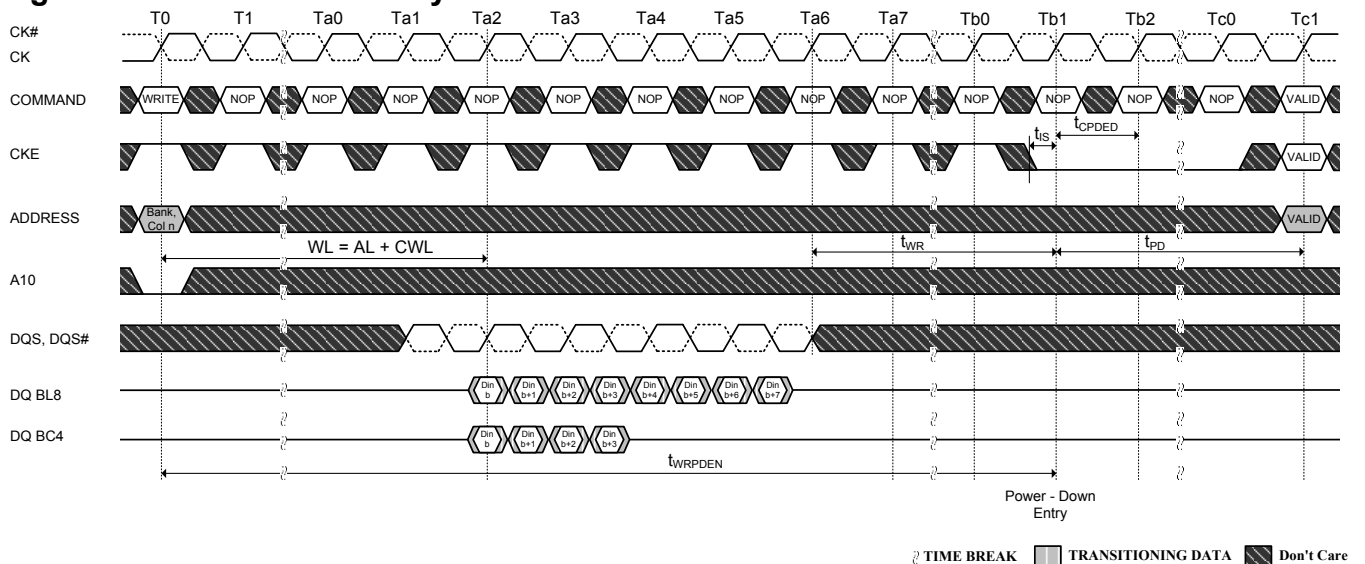 T0 T1 Ta0 Ta1 Ta2 Ta3 Ta4 Ta5 Ta6 Ta7 Tb0 Tb1 Tb2 Tc0 Tc1
CK#
CK
COMMAND WRITE NOP NOP NOP NOP NOP NOP NOP NOP NOP NOP NOP NOP NOP VALID
tIS tCPDED
CKE VALID
ADDRESS Bank, Col n VALID
WL = AL + CWL tWR tPD
A10
DQS, DQS#
DQ BL8 Din b Din b+1 Din b+2 Din b+3 Din b+4 Din b+5 Din b+6 Din b+7
DQ BC4 Din b Din b+1 Din b+2 Din b+3
tWRPDEN
Power - Down
Entry
TIME BREAK TRANSITIONING DATA Don't Care